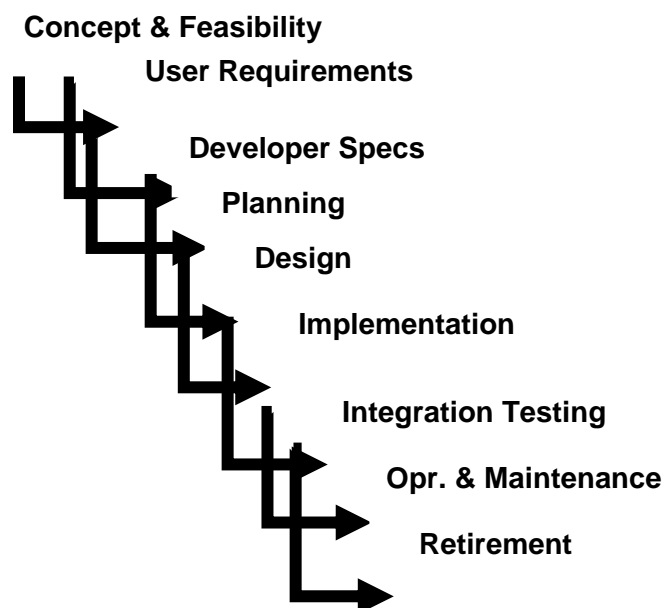 Concept & Feasibility
User Requirements
Developer Specs
Planning
Design
Implementation
Integration Testing
Opr. & Maintenance
Retirement